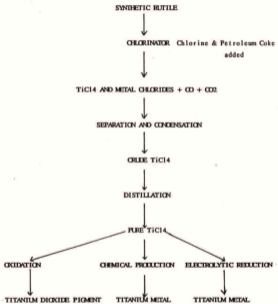 SYNTHETIC RUTILE
CHLORINATOR Chlorine & Petroleum Coke
added
TiCl4 AND METAL CHLORIDES + CO + CO2
SEPARATION AND CONDENSATION
CRUDE TiCl4
DISTILLATION
PURE TiCl4
OXIDATION CHEMICAL PRODUCTION ELECTROLYTIC REDUCTION
TITANIUM DIOXIDE PIGMENT TITANIUM METAL TITANIUM METAL